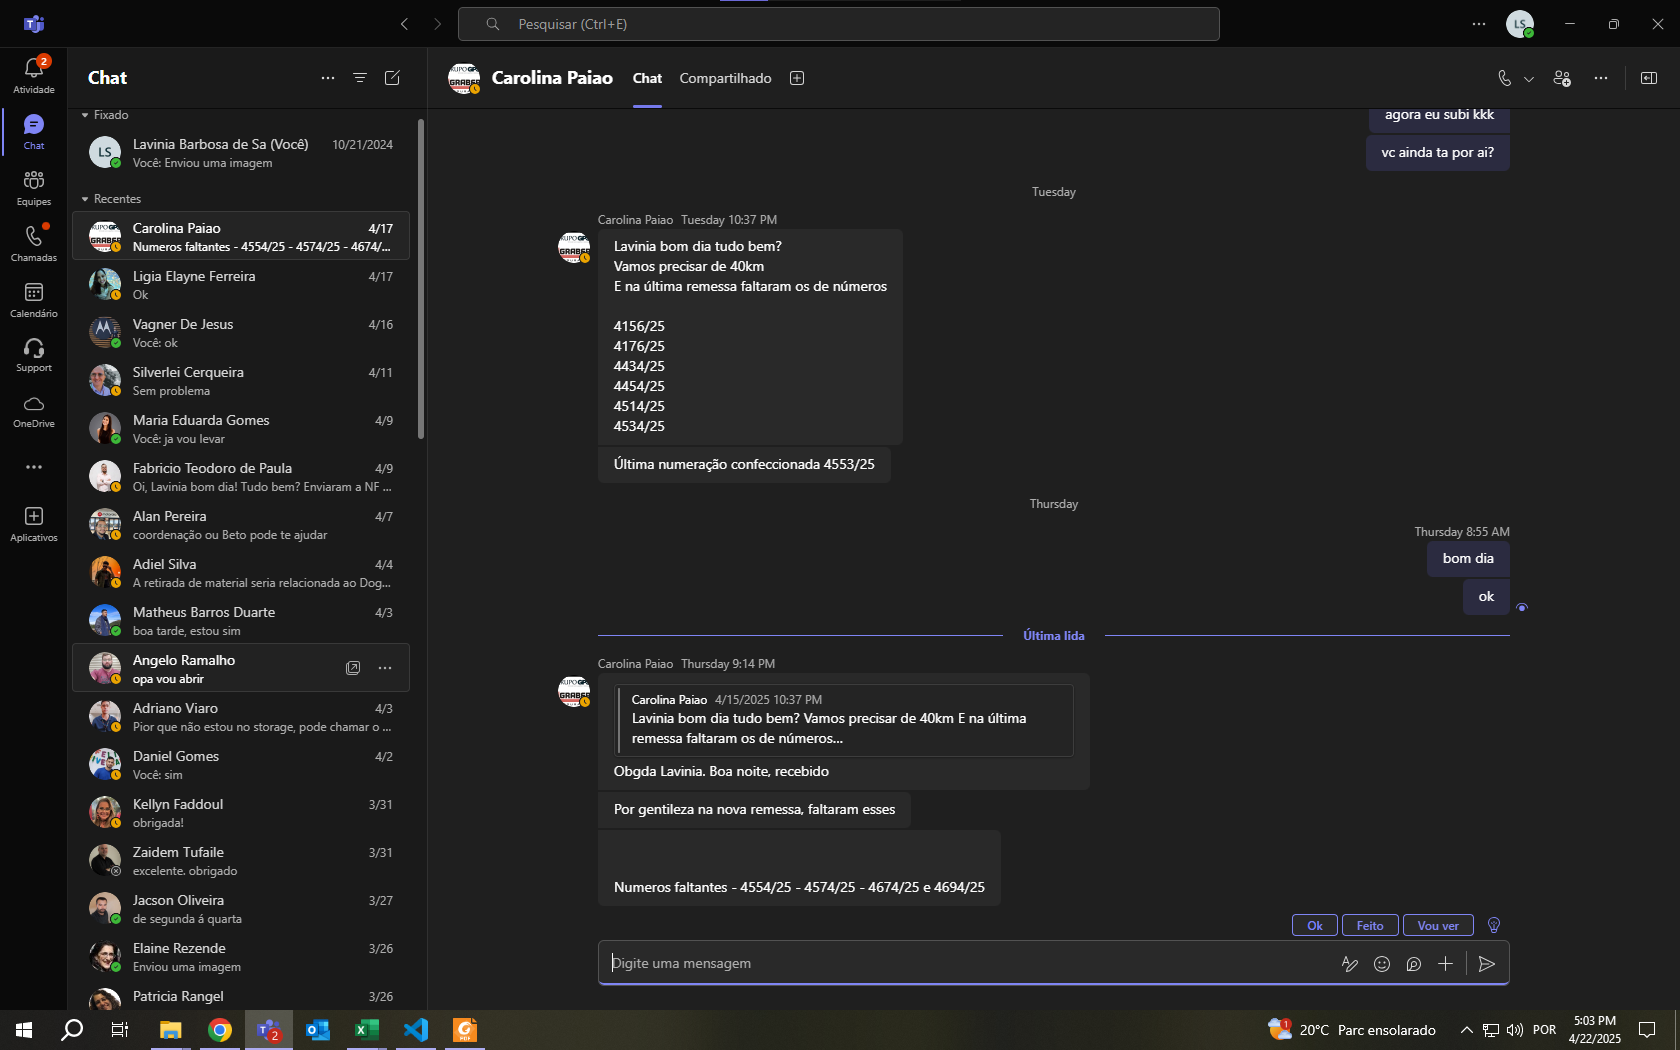 Pesquisar (Ctrl+E)
LS
2
Atividade
Chat
Equipes
Chamadas
Calendário
Support
OneDrive
Aplicativos
Chat
Fixado
LS
Lavinia Barbosa de Sa (Você)
10/21/2024
Você: Enviou uma imagem
Recentes
Carolina Paiao
4/17
Numeros faltantes - 4554/25 - 4574/25 - 4674/...
Ligia Elayne Ferreira
4/17
Ok
Vagner De Jesus
4/16
Você: ok
Silverlei Cerqueira
4/11
Sem problema
Maria Eduarda Gomes
4/9
Você: ja vou levar
Fabricio Teodoro de Paula
4/9
Oi, Lavinia bom dia! Tudo bem? Enviaram a NF ...
Alan Pereira
4/7
coordenação ou Beto pode te ajudar
Adiel Silva
4/4
A retirada de material seria relacionada ao Dog...
Matheus Barros Duarte
4/3
boa tarde, estou sim
Angelo Ramalho
opa vou abrir
Adriano Viaro
4/3
Pior que não estou no storage, pode chamar o ...
Daniel Gomes
4/2
Você: sim
Kellyn Faddoul
3/31
obrigada!
Zaidem Tufaile
3/31
excelente. obrigado
Jacson Oliveira
3/27
de segunda á quarta
Elaine Rezende
3/26
Enviou uma imagem
Patricia Rangel
3/26
Carolina Paiao
Chat
Compartilhado
agora eu subi kkk
vc ainda ta por ai?
Tuesday
Carolina Paiao Tuesday 10:37 PM
Lavinia bom dia tudo bem?
Vamos precisar de 40km
E na última remessa faltaram os de números
4156/25
4176/25
4434/25
4454/25
4514/25
4534/25
Última numeração confeccionada 4553/25
Thursday
Thursday 8:55 AM
bom dia
ok
Última lida
Carolina Paiao Thursday 9:14 PM
Carolina Paiao 4/15/2025 10:37 PM
Lavinia bom dia tudo bem? Vamos precisar de 40km E na última
remessa faltaram os de números...
Obgda Lavinia. Boa noite, recebido
Por gentileza na nova remessa, faltaram esses
Numeros faltantes - 4554/25 - 4574/25 - 4674/25 e 4694/25
Ok
Feito
Vou ver
Digite uma mensagem
2
1
20°C Parc ensolarado
POR
5:03 PM
4/22/2025